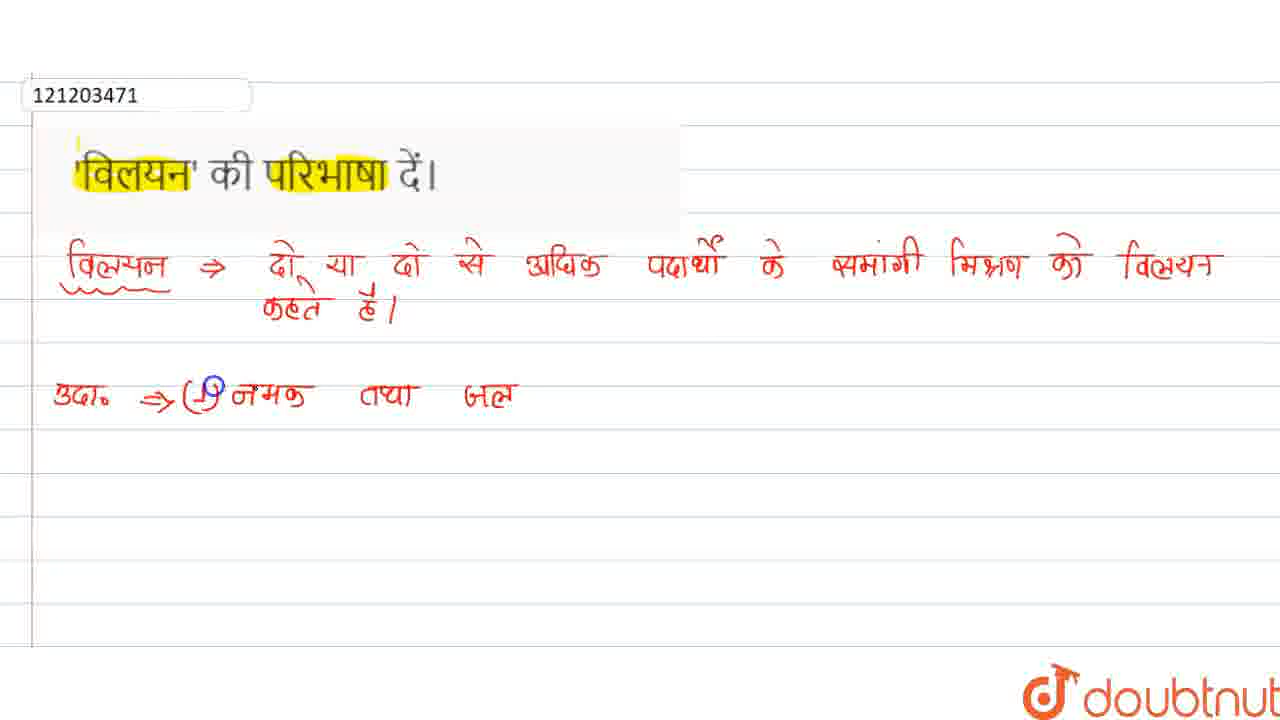 121203471
'विलयन' की परिभाषा दें।
विलयन ⇒ दो या दो से अधिक पदार्थों के समांगी मिश्रण को विलयन
कहते है।
उदा० ⇒ (1) नमक तथा जल
doubtnut